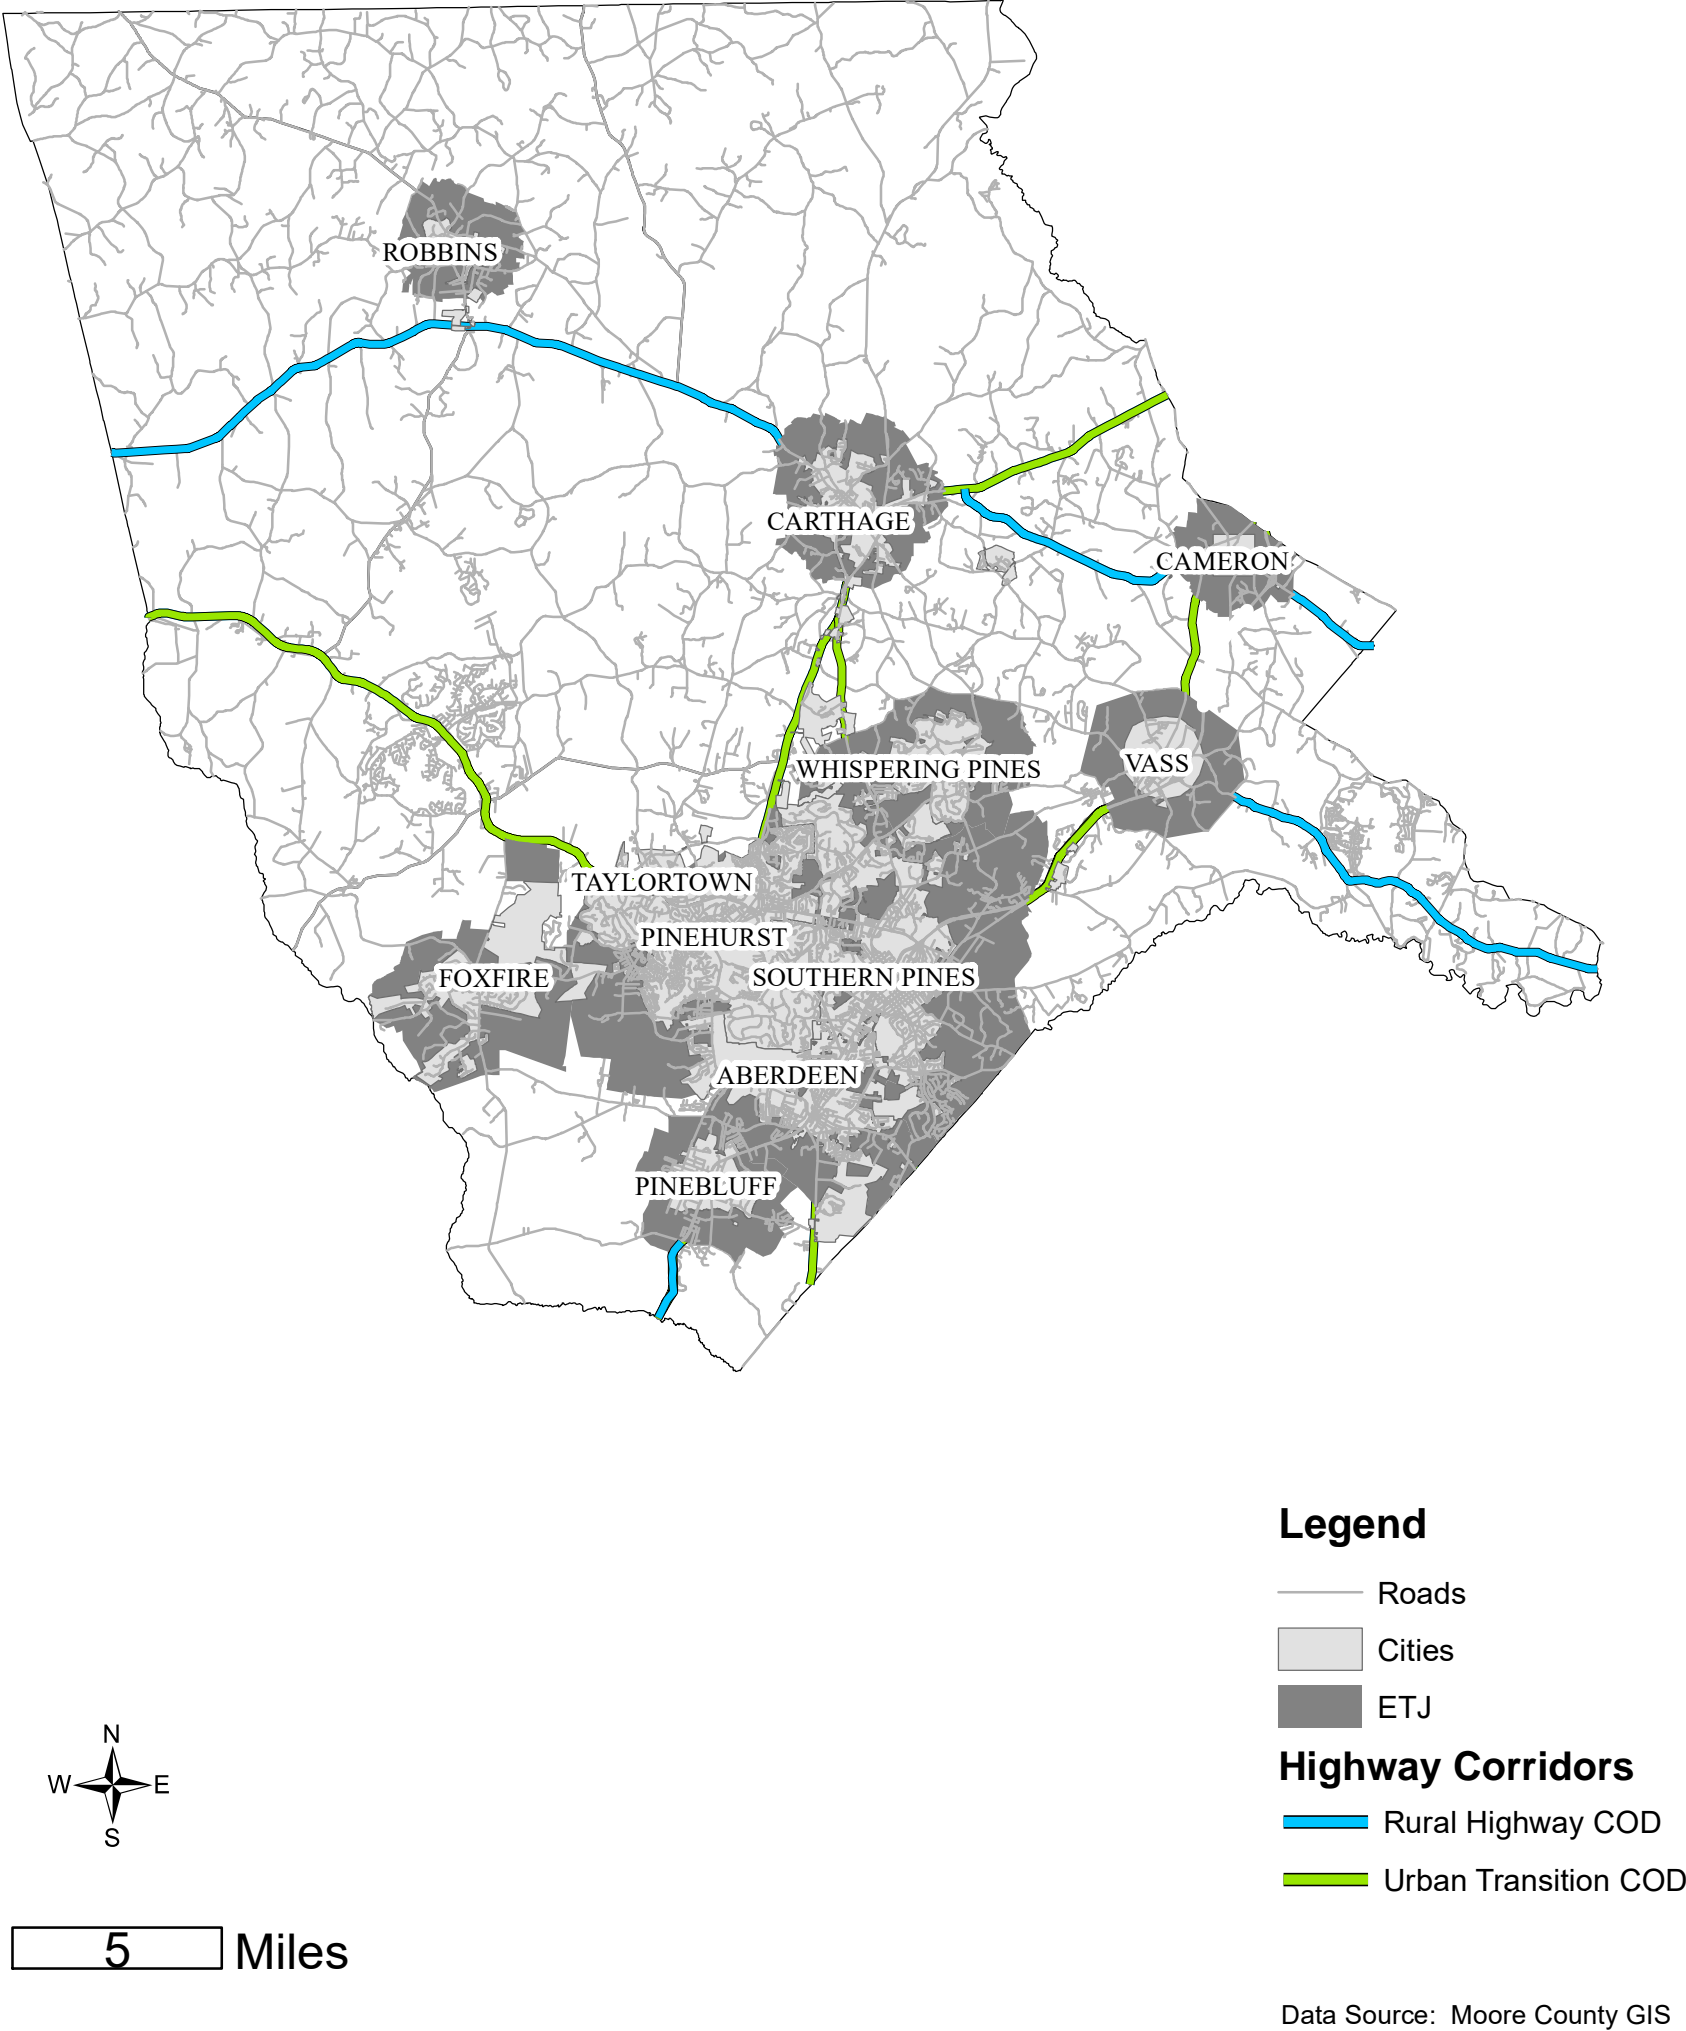 ROBBINS
CARTHAGE
CAMERON
WHISPERING PINES
VASS
TAYLORTOWN
PINEHURST
FOXFIRE
SOUTHERN PINES
ABERDEEN
PINEBLUFF
Legend
Roads
Cities
ETJ
Highway Corridors
Rural Highway COD
Urban Transition COD
N
W E
S
5 Miles
Data Source: Moore County GIS